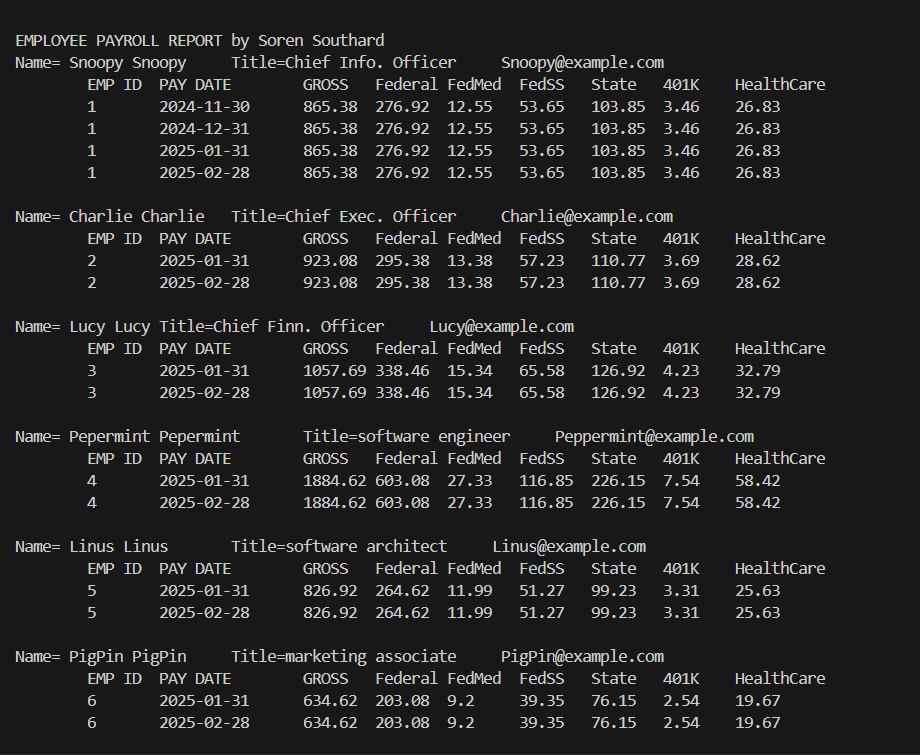 EMPLOYEE PAYROLL REPORT by Soren Southard
Name= Snoopy Snoopy     Title=Chief Info. Officer     Snoopy@example.com
        EMP ID  PAY DATE        GROSS   Federal FedMed  FedSS   State   401K    HealthCare
        1       2024-11-30      865.38  276.92  12.55   53.65   103.85  3.46    26.83
        1       2024-12-31      865.38  276.92  12.55   53.65   103.85  3.46    26.83
        1       2025-01-31      865.38  276.92  12.55   53.65   103.85  3.46    26.83
        1       2025-02-28      865.38  276.92  12.55   53.65   103.85  3.46    26.83

Name= Charlie Charlie   Title=Chief Exec. Officer     Charlie@example.com
        EMP ID  PAY DATE        GROSS   Federal FedMed  FedSS   State   401K    HealthCare
        2       2025-01-31      923.08  295.38  13.38   57.23   110.77  3.69    28.62
        2       2025-02-28      923.08  295.38  13.38   57.23   110.77  3.69    28.62

Name= Lucy Lucy Title=Chief Finn. Officer     Lucy@example.com
        EMP ID  PAY DATE        GROSS   Federal FedMed  FedSS   State   401K    HealthCare
        3       2025-01-31      1057.69 338.46  15.34   65.58   126.92  4.23    32.79
        3       2025-02-28      1057.69 338.46  15.34   65.58   126.92  4.23    32.79

Name= Pepermint Pepermint       Title=software engineer     Peppermint@example.com
        EMP ID  PAY DATE        GROSS   Federal FedMed  FedSS   State   401K    HealthCare
        4       2025-01-31      1884.62 603.08  27.33   116.85  226.15  7.54    58.42
        4       2025-02-28      1884.62 603.08  27.33   116.85  226.15  7.54    58.42

Name= Linus Linus       Title=software architect     Linus@example.com
        EMP ID  PAY DATE        GROSS   Federal FedMed  FedSS   State   401K    HealthCare
        5       2025-01-31      826.92  264.62  11.99   51.27   99.23   3.31    25.63
        5       2025-02-28      826.92  264.62  11.99   51.27   99.23   3.31    25.63

Name= PigPin PigPin     Title=marketing associate     PigPin@example.com
        EMP ID  PAY DATE        GROSS   Federal FedMed  FedSS   State   401K    HealthCare
        6       2025-01-31      634.62  203.08  9.2     39.35   76.15   2.54    19.67
        6       2025-02-28      634.62  203.08  9.2     39.35   76.15   2.54    19.67